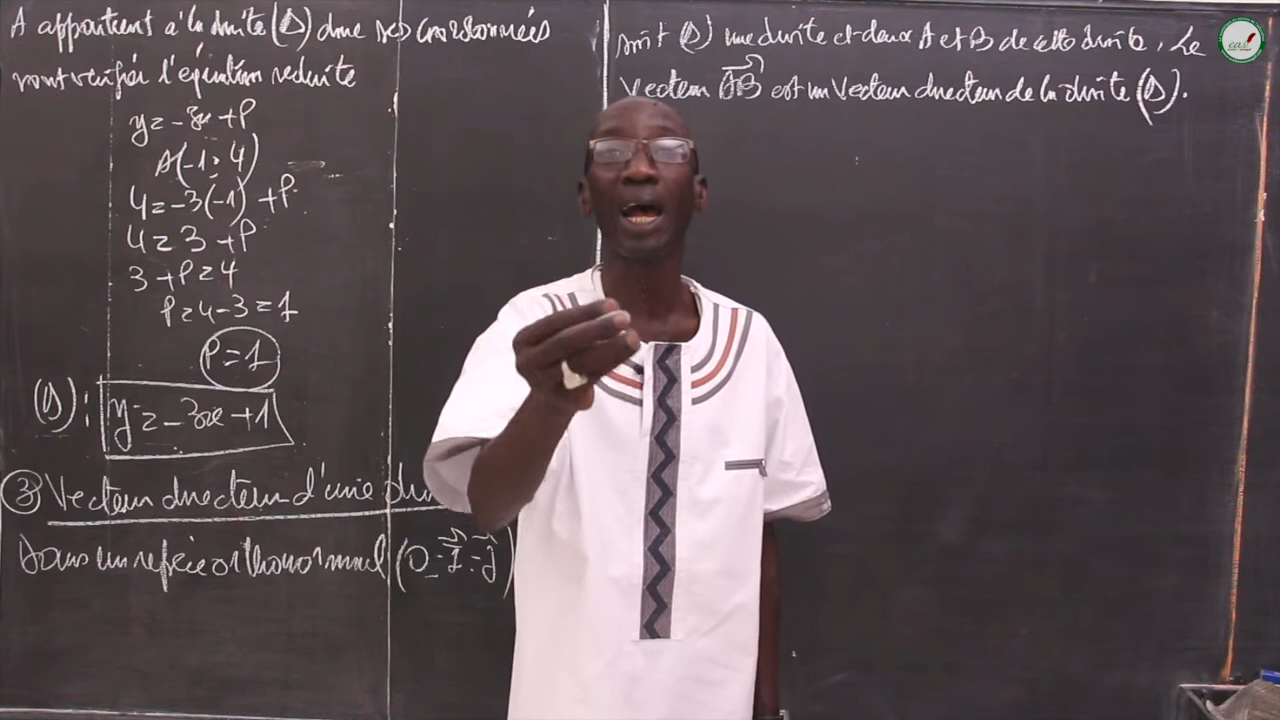 A appartient à la droite (D) donc ses coordonnées
vont vérifier l'équation réduite
y = -3x + P
A(-1; 4)
4 = -3(-1) + P
4 = 3 + P
3 + P = 4
P = 4 - 3 = 1
P = 1
(D): y = -3x + 1
③ Vecteur directeur d'une
Dans un repère orthonormal (O; i⃗; j⃗)
soit (D) une droite et deux A et B de cette droite, Le
Vecteur A⃗B⃗ est un Vecteur directeur de la droite (D).
eas